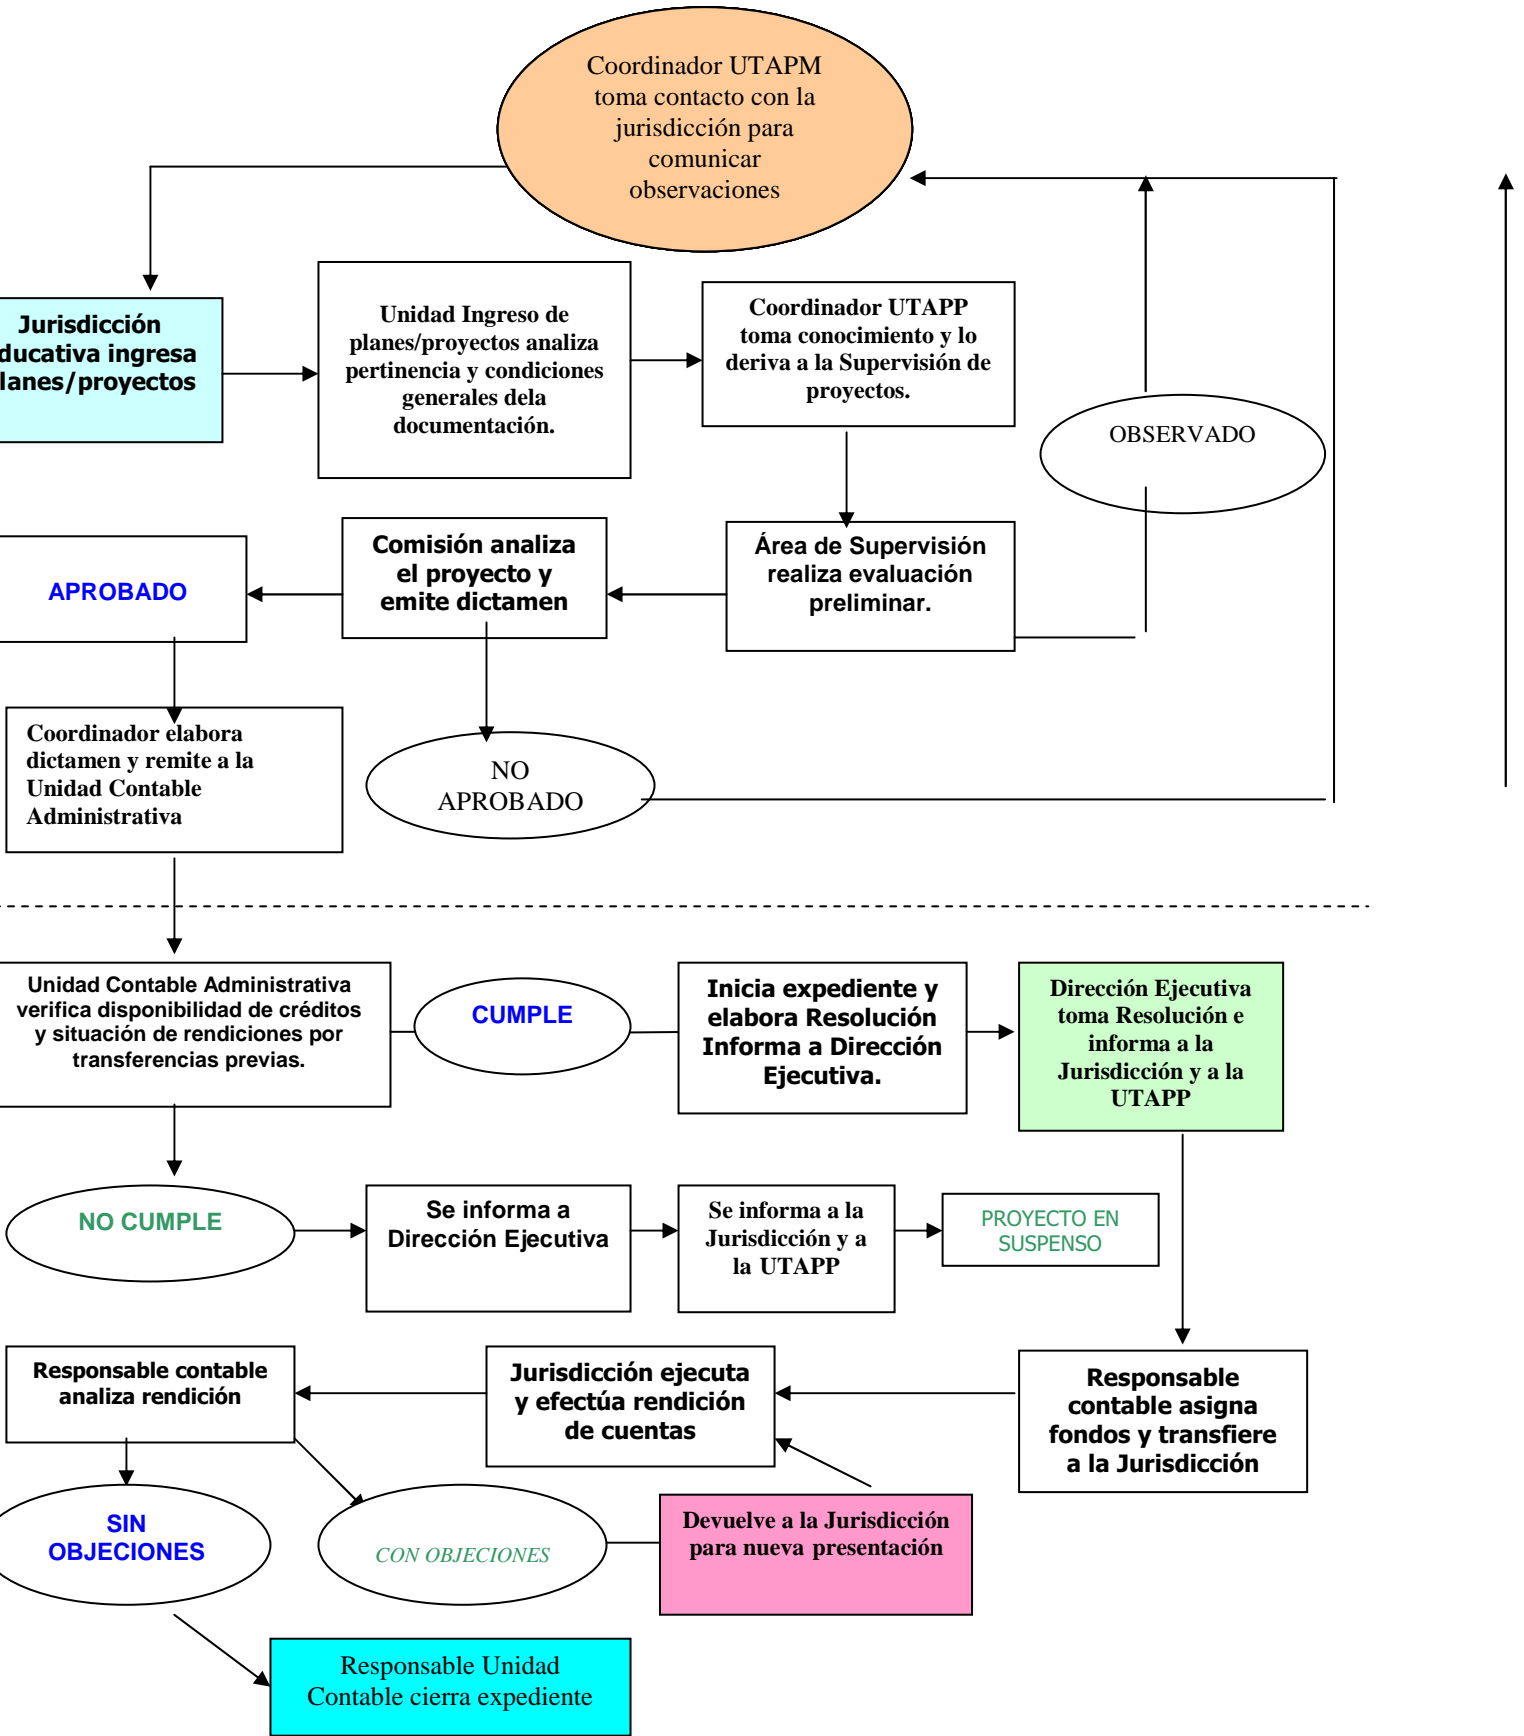 Coordinador UTAPM
toma contacto con la
jurisdicción para
comunicar
observaciones
Jurisdicción
ducativa ingresa
lanes/proyectos
Unidad Ingreso de
planes/proyectos analiza
pertinencia y condiciones
generales dela
documentación.
Coordinador UTAPP
toma conocimiento y lo
deriva a la Supervisión de
proyectos.
OBSERVADO
APROBADO
Comisión analiza
el proyecto y
emite dictamen
Área de Supervisión
realiza evaluación
preliminar.
Coordinador elabora
dictamen y remite a la
Unidad Contable
Administrativa
NO
APROBADO
Unidad Contable Administrativa
verifica disponibilidad de créditos
y situación de rendiciones por
transferencias previas.
CUMPLE
Inicia expediente y
elabora Resolución
Informa a Dirección
Ejecutiva.
Dirección Ejecutiva
toma Resolución e
informa a la
Jurisdicción y a la
UTAPP
NO CUMPLE
Se informa a
Dirección Ejecutiva
Se informa a la
Jurisdicción y a
la UTAPP
PROYECTO EN
SUSPENSO
Responsable contable
analiza rendición
Jurisdicción ejecuta
y efectúa rendición
de cuentas
Responsable
contable asigna
fondos y transfiere
a la Jurisdicción
SIN
OBJECIONES
CON OBJECIONES
Devuelve a la Jurisdicción
para nueva presentación
Responsable Unidad
Contable cierra expediente